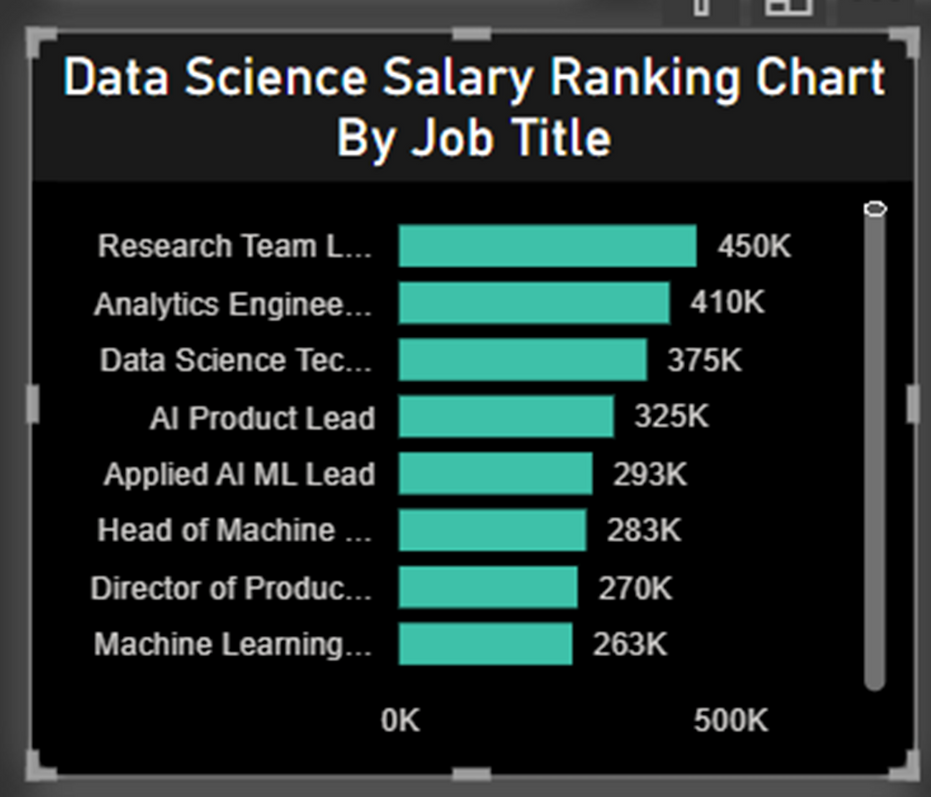 Data Science Salary Ranking Chart
By Job Title
Research Team L... 450K
Analytics Enginee... 410K
Data Science Tec... 375K
AI Product Lead 325K
Applied AI ML Lead 293K
Head of Machine ... 283K
Director of Produc... 270K
Machine Learning... 263K
0K 500K